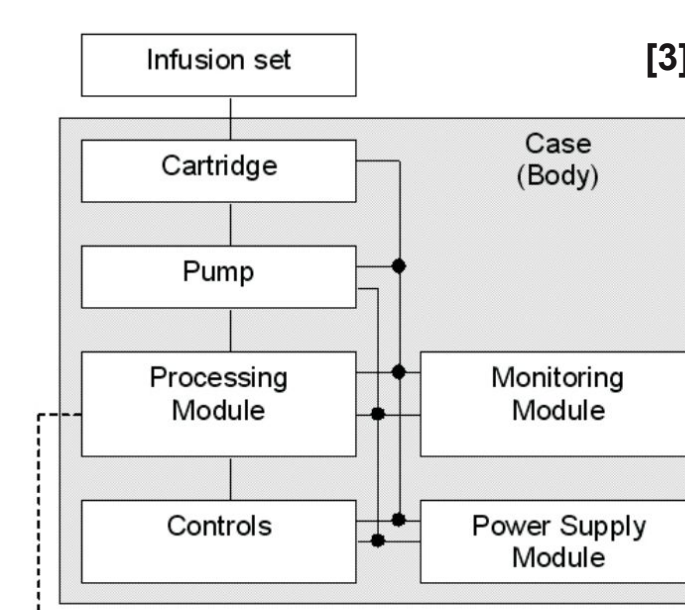 Infusion set
[3]
Case
(Body)
Cartridge
Pump
Processing
Module
Monitoring
Module
Controls
Power Supply
Module